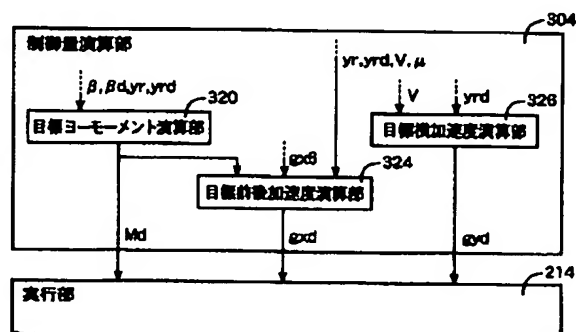 304
制御量演算部
β, βd, yr, yrd
320
yr, yrd, V, μ
V
yrd
326
目標ヨーモーメント演算部
目標横加速度演算部
324
目標前後加速度演算部
Md
gxd
gyd
214
実行部